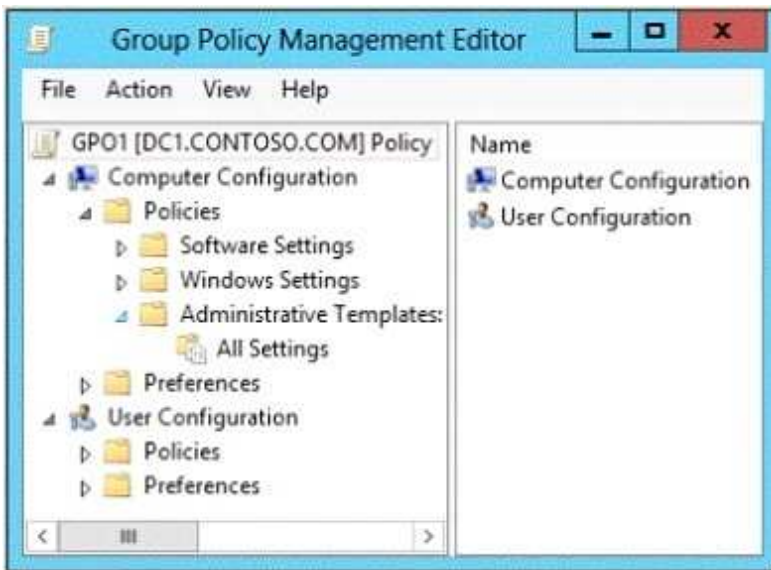 Group Policy Management Editor
File Action View Help
GPO1 [DC1.CONTOSO.COM] Policy
Computer Configuration
Policies
Software Settings
Windows Settings
Administrative Templates:
All Settings
Preferences
User Configuration
Policies
Preferences
Name
Computer Configuration
User Configuration